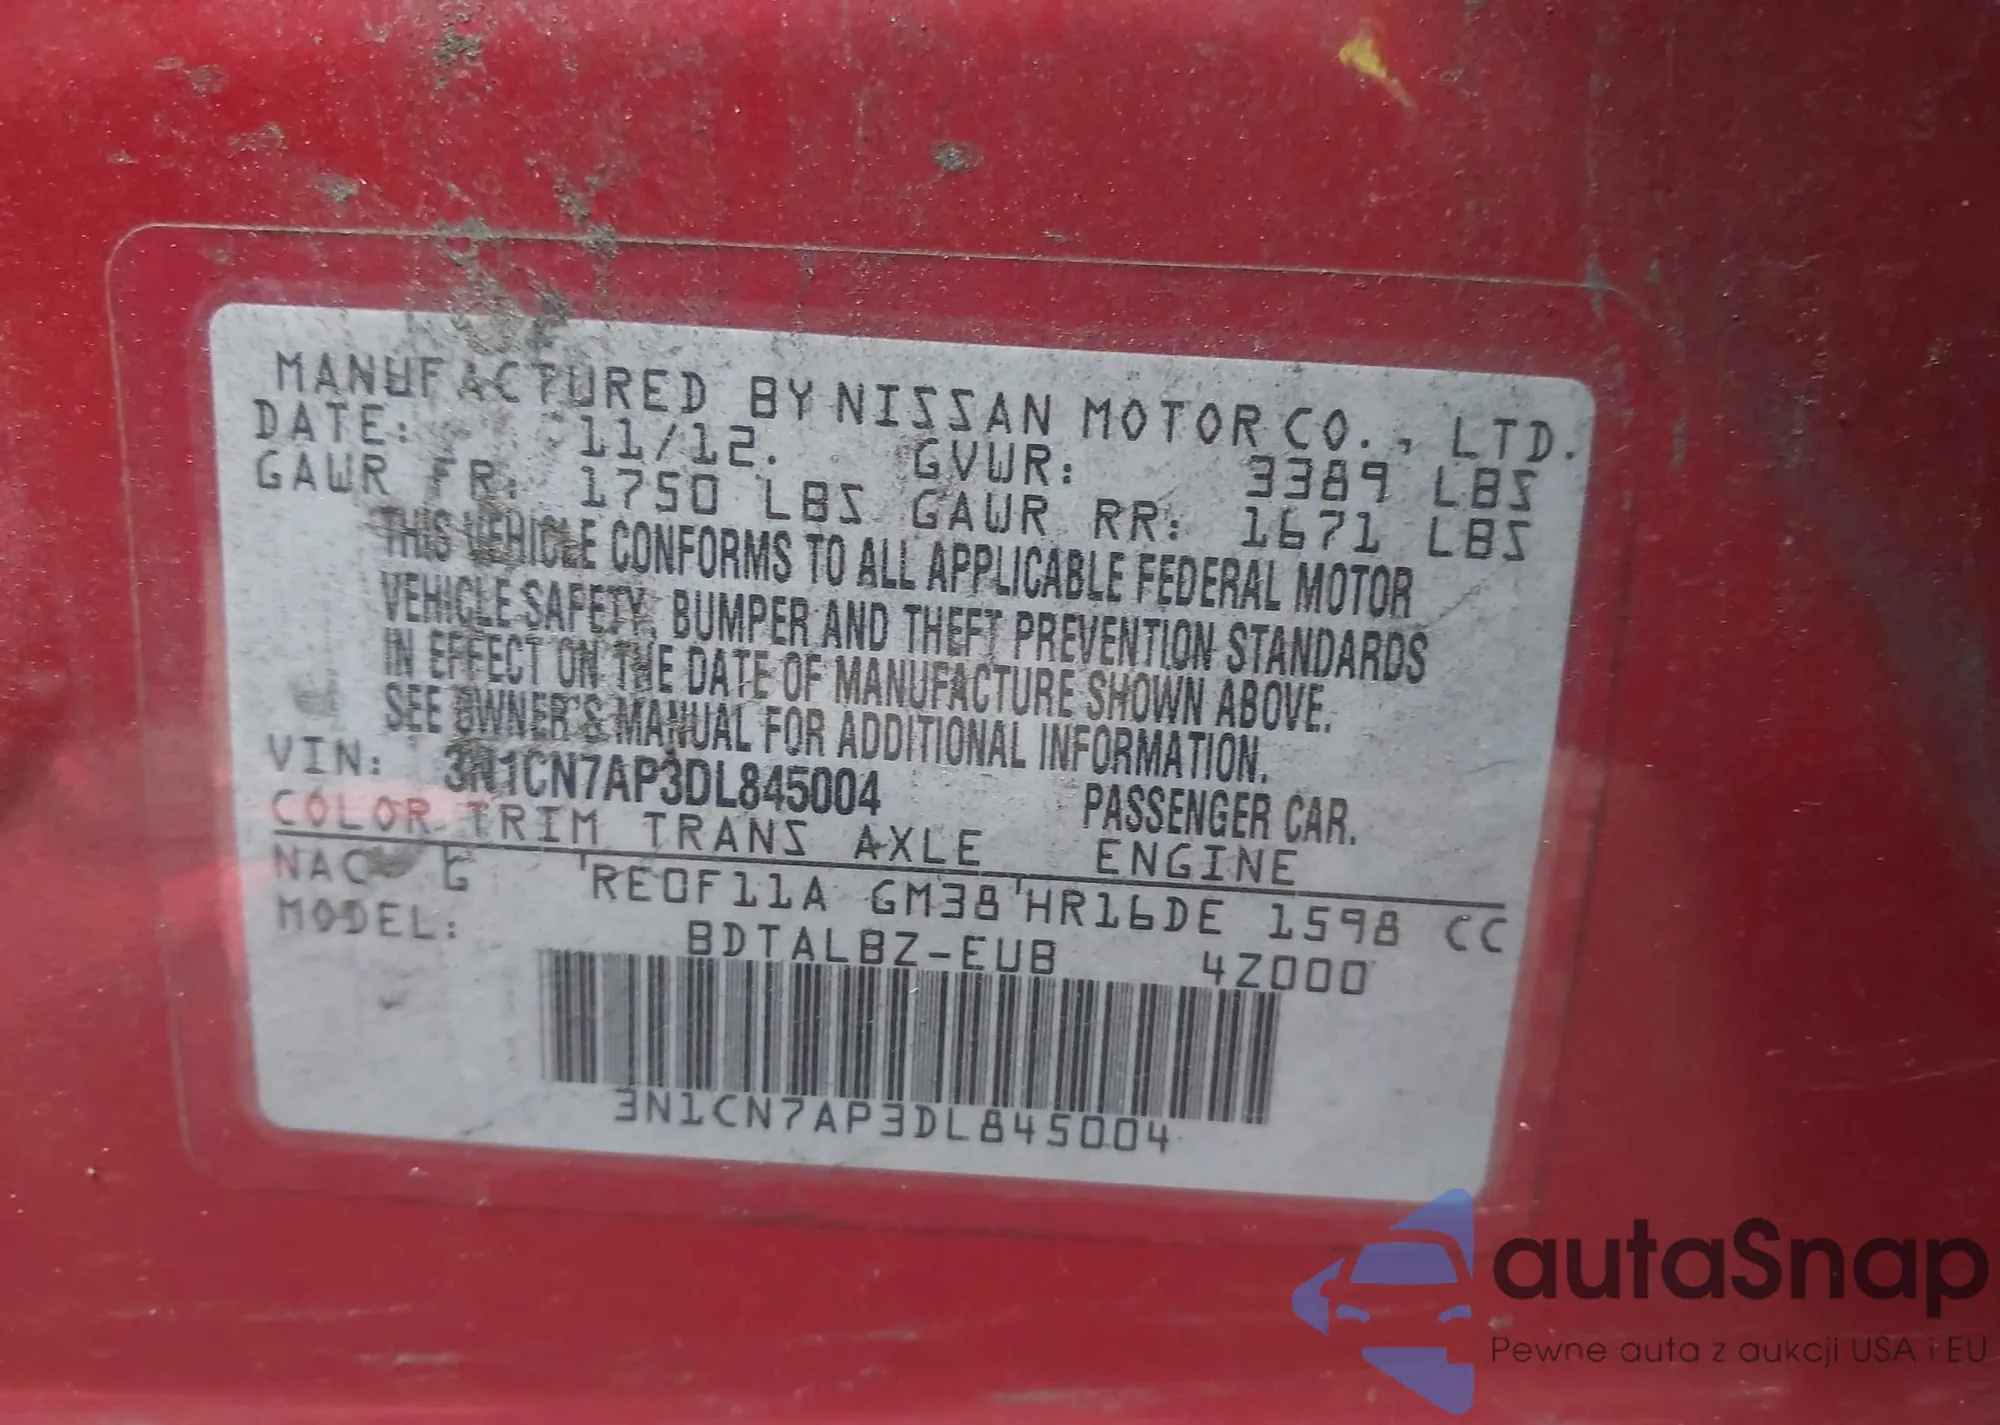 MANUFACTURED BY NISSAN MOTOR CO., LTD.
DATE: 11/12. GVWR: 3389 LBS
GAWR FR: 1750 LBS GAWR RR: 1671 LBS
THIS VEHICLE CONFORMS TO ALL APPLICABLE FEDERAL MOTOR
VEHICLE SAFETY, BUMPER AND THEFT PREVENTION STANDARDS
IN EFFECT ON THE DATE OF MANUFACTURE SHOWN ABOVE.
SEE OWNER'S MANUAL FOR ADDITIONAL INFORMATION.
VIN: 3N1CN7AP3DL845004 PASSENGER CAR.
COLOR TRIM TRANS AXLE ENGINE
NAC G RE0F11A GM38 HR16DE 1598 CC
MODEL: BDTALBZ-EUB 4Z000
3N1CN7AP3DL845004
autaSnap
Pewne auta z aukcji USA i EU